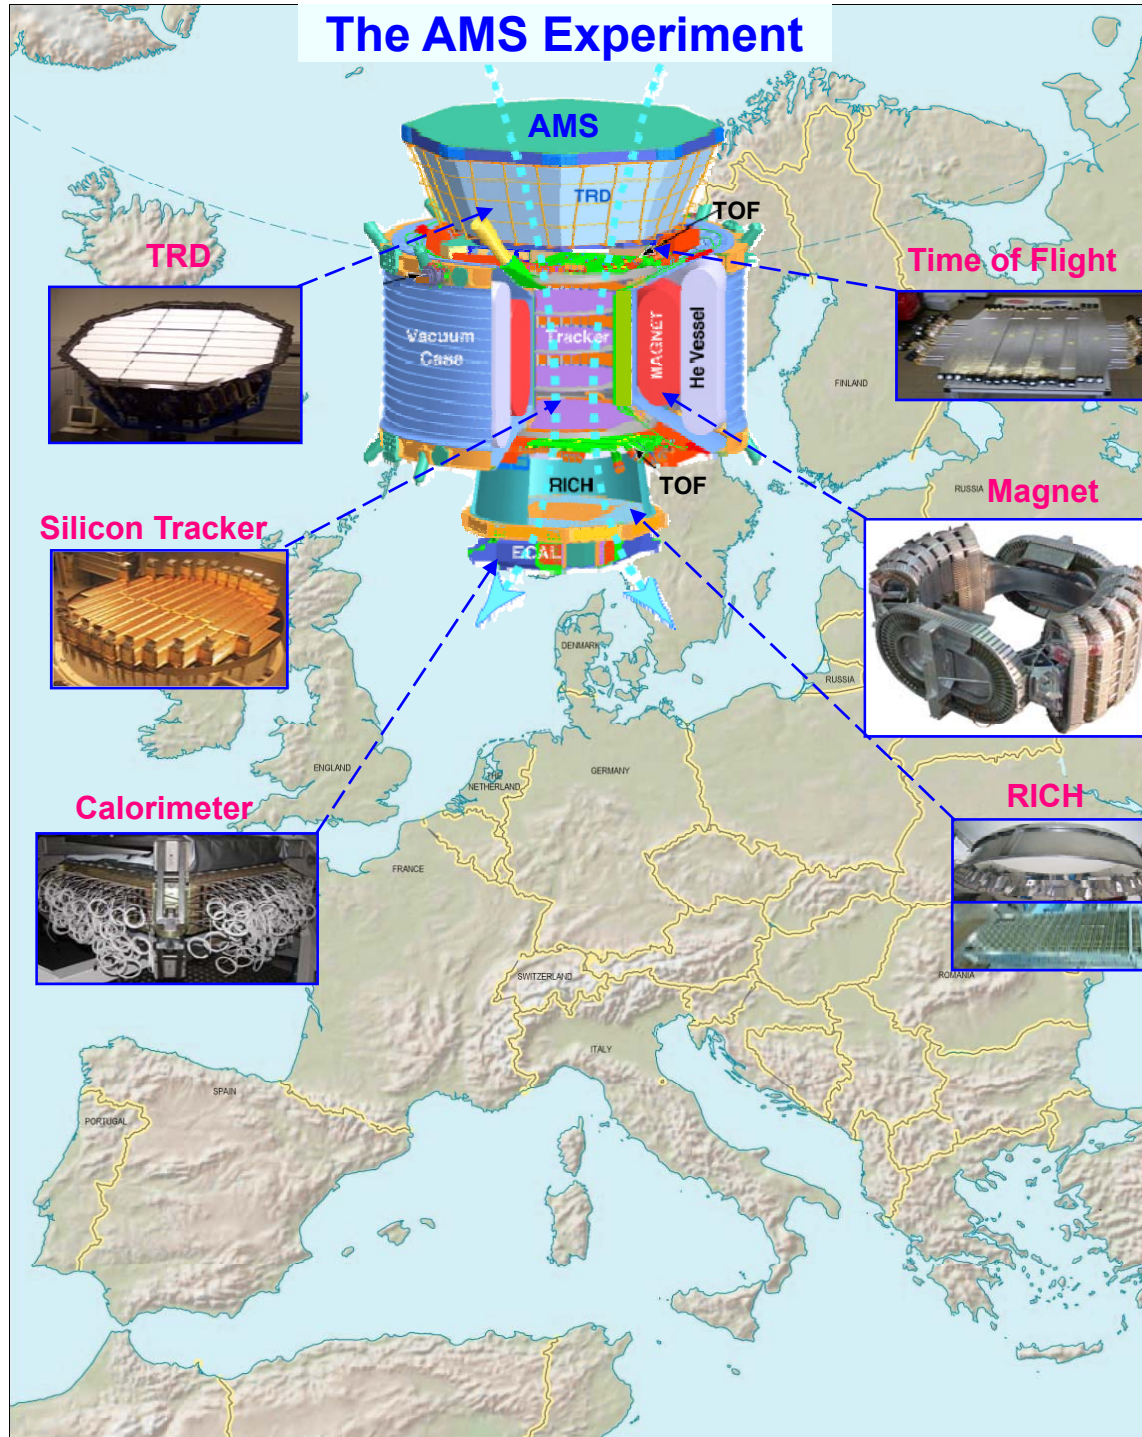 The AMS Experiment
AMS
TRD
TOF
TRD
Time of Flight
Vacuum
Case
Tracker
MAGNET
He Vessel
FINLAND
RICH
TOF
RUSSIA
Magnet
Silicon Tracker
ECAL
DENMARK
RUSSIA
ENGLAND
THE
NETHERLAND
GERMANY
Calorimeter
RICH
FRANCE
SWITZERLAND
ROMANIA
ITALY
SPAIN
PORTUGAL